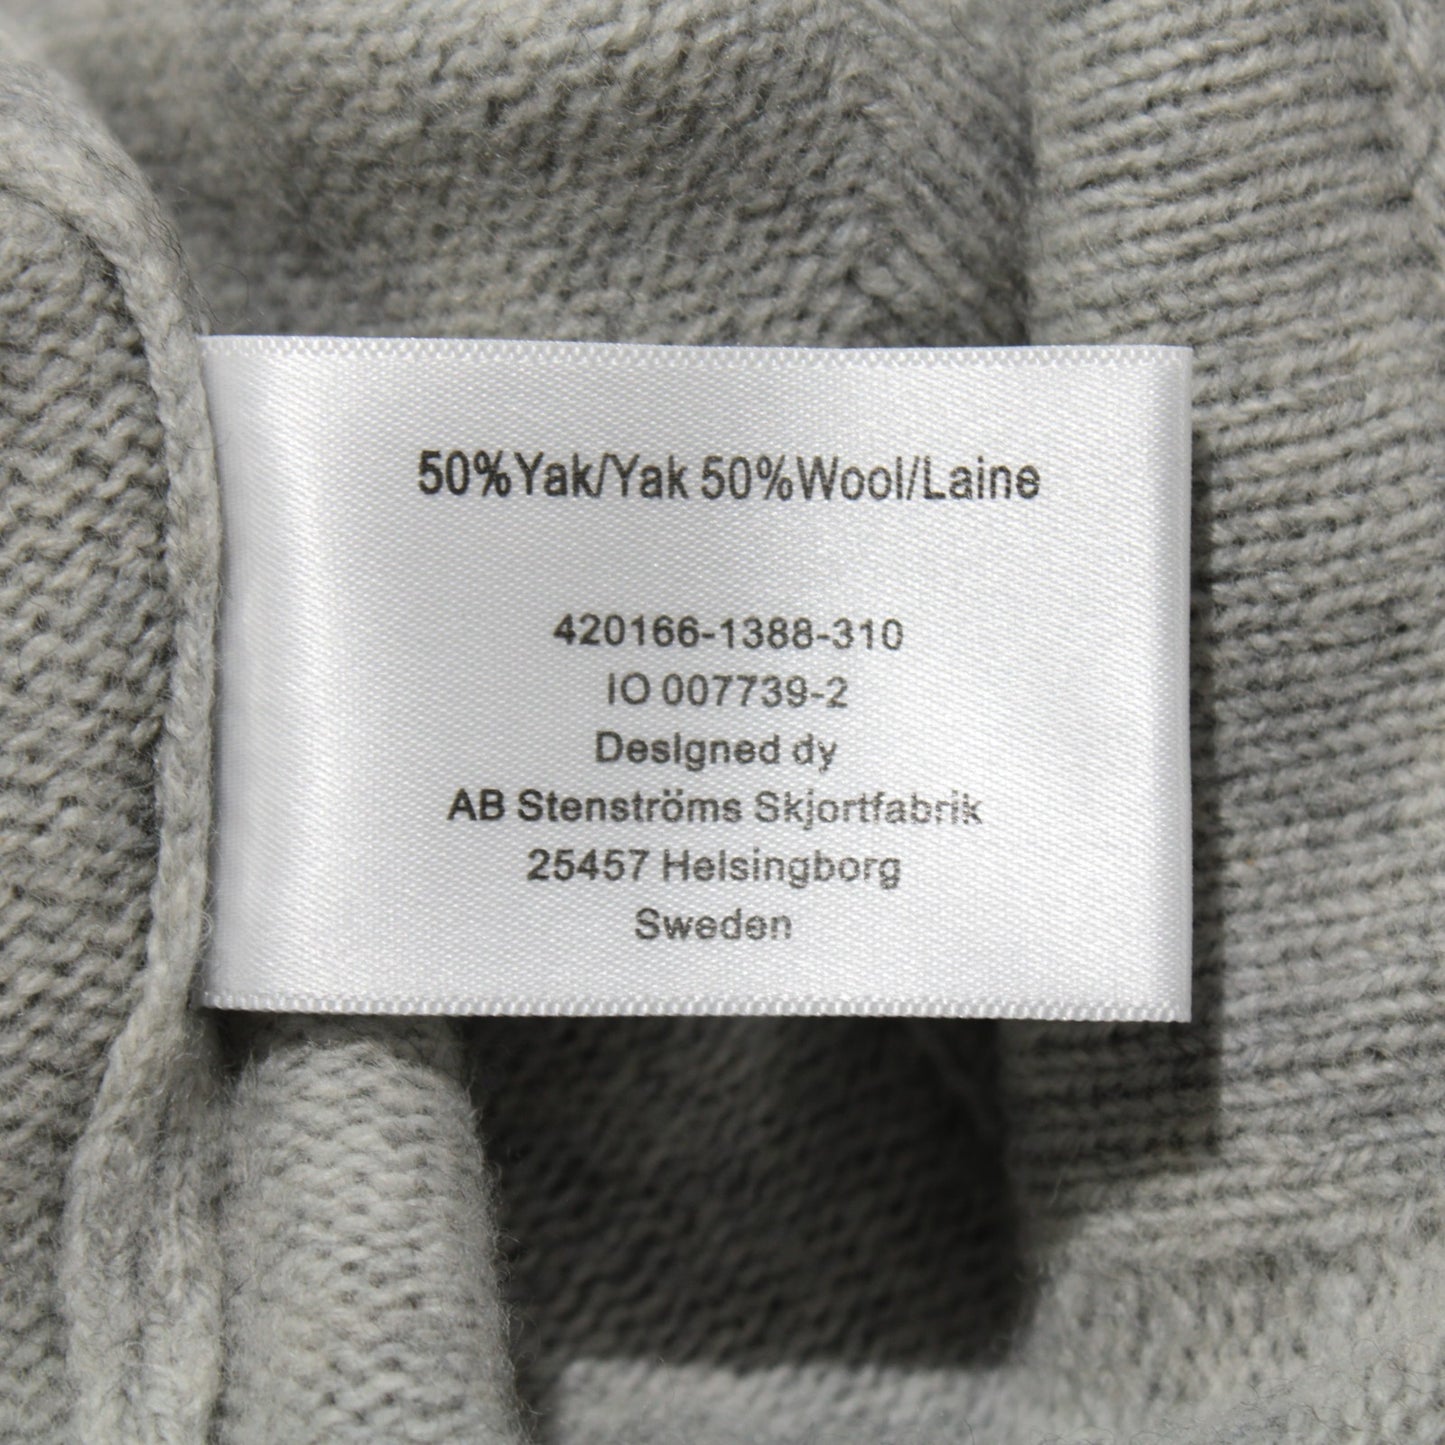 50%Yak/Yak 50%Wool/Laine
420166-1388-310
IO 007739-2
Designed dy
AB Stenströms Skjortfabrik
25457 Helsingborg
Sweden